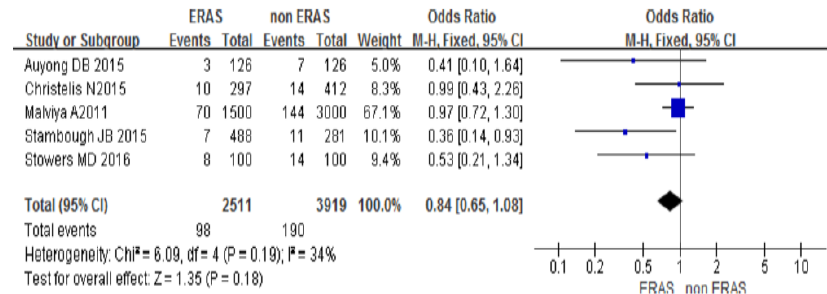 ERAS non ERAS Odds Ratio Odds Ratio
Study or Subgroup Events Total Events Total Weight M-H, Fixed, 95% CI M-H, Fixed, 95% CI
Auyong DB 2015 3 126 7 126 5.0% 0.41 [0.10, 1.64]
Christelis N2015 10 297 14 412 8.3% 0.99 [0.43, 2.26]
Malviya A2011 70 1500 144 3000 67.1% 0.97 [0.72, 1.30]
Stambough JB 2015 7 488 11 281 10.1% 0.36 [0.14, 0.93]
Stowers MD 2016 8 100 14 100 9.4% 0.53 [0.21, 1.34]
Total (95% CI) 2511 3919 100.0% 0.84 [0.65, 1.08]
Total events 98 190
Heterogeneity: Chi² = 6.09, df = 4 (P = 0.19); I² = 34%
Test for overall effect: Z = 1.35 (P = 0.18)
0.1 0.2 0.5 1 2 5 10
ERAS non ERAS